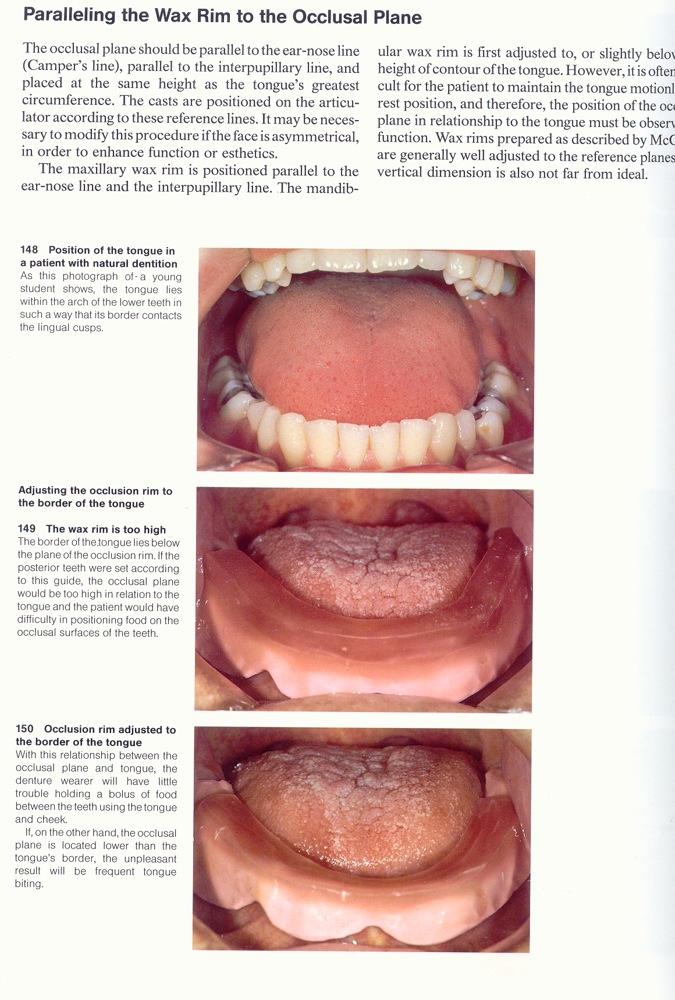 Paralleling the Wax Rim to the Occlusal Plane
The occlusal plane should be parallel to the ear-nose line
(Camper's line), parallel to the interpupillary line, and
placed at the same height as the tongue's greatest
circumference. The casts are positioned on the articu-
lator according to these reference lines. It may be neces-
sary to modify this procedure if the face is asymmetrical,
in order to enhance function or esthetics.
The maxillary wax rim is positioned parallel to the
ear-nose line and the interpupillary line. The mandib-
ular wax rim is first adjusted to, or slightly
height of contour of the tongue. However, it is
cult for the patient to maintain the tongue
rest position, and therefore, the position of the
plane in relationship to the tongue must be
function. Wax rims prepared as described by
are generally well adjusted to the reference planes
vertical dimension is also not far from ideal.
148 Position of the tongue in
a patient with natural dentition
As this photograph of a young
student shows, the tongue lies
within the arch of the lower teeth in
such a way that its border contacts
the lingual cusps.
Adjusting the occlusion rim to
the border of the tongue
149 The wax rim is too high
The border of the tongue lies below
the plane of the occlusion rim. If the
posterior teeth were set according
to this guide, the occlusal plane
would be too high in relation to the
tongue and the patient would have
difficulty in positioning food on the
occlusal surfaces of the teeth.
150 Occlusion rim adjusted to
the border of the tongue
With this relationship between the
occlusal plane and tongue, the
denture wearer will have little
trouble holding a bolus of food
between the teeth using the tongue
and cheek.
If, on the other hand, the occlusal
plane is located lower than the
tongue's border, the unpleasant
result will be frequent tongue
biting.